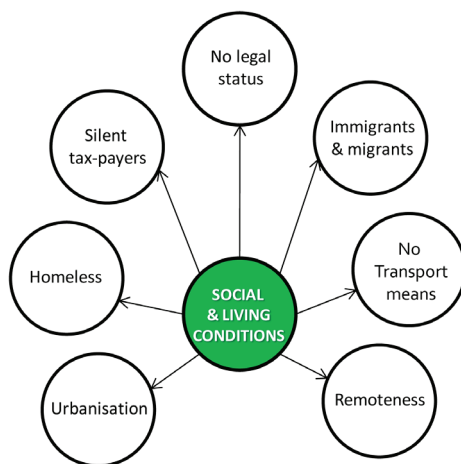 No legal
status
Silent
tax-payers
Immigrants
& migrants
Homeless
No
Transport
means
SOCIAL
& LIVING
CONDITIONS
Urbanisation
Remoteness